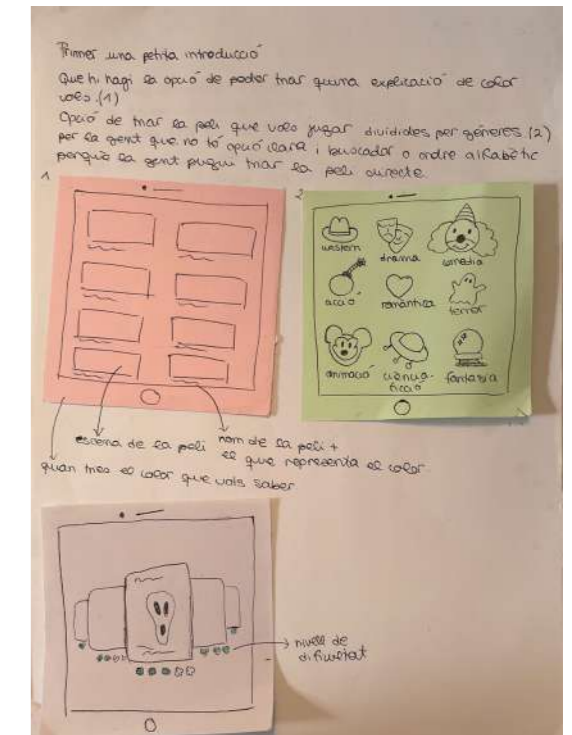 Primer una petita introducció
Que hi hagi la opció de poder triar quina explicació de color
vols. (1)
Opció de triar la peli que vols jugar dividides per gèneres (2)
per la gent que no té opció clara i buscador o ordre alfabètic
perquè la gent pugui triar la peli directe.
1
2
western
drama
comedia
acció
romàntica
terror
animació
ciència-
ficció
fantasia
escena de la peli
nom de la peli +
el que representa el color
quan tries el color que vols saber
nivell de
dificultat